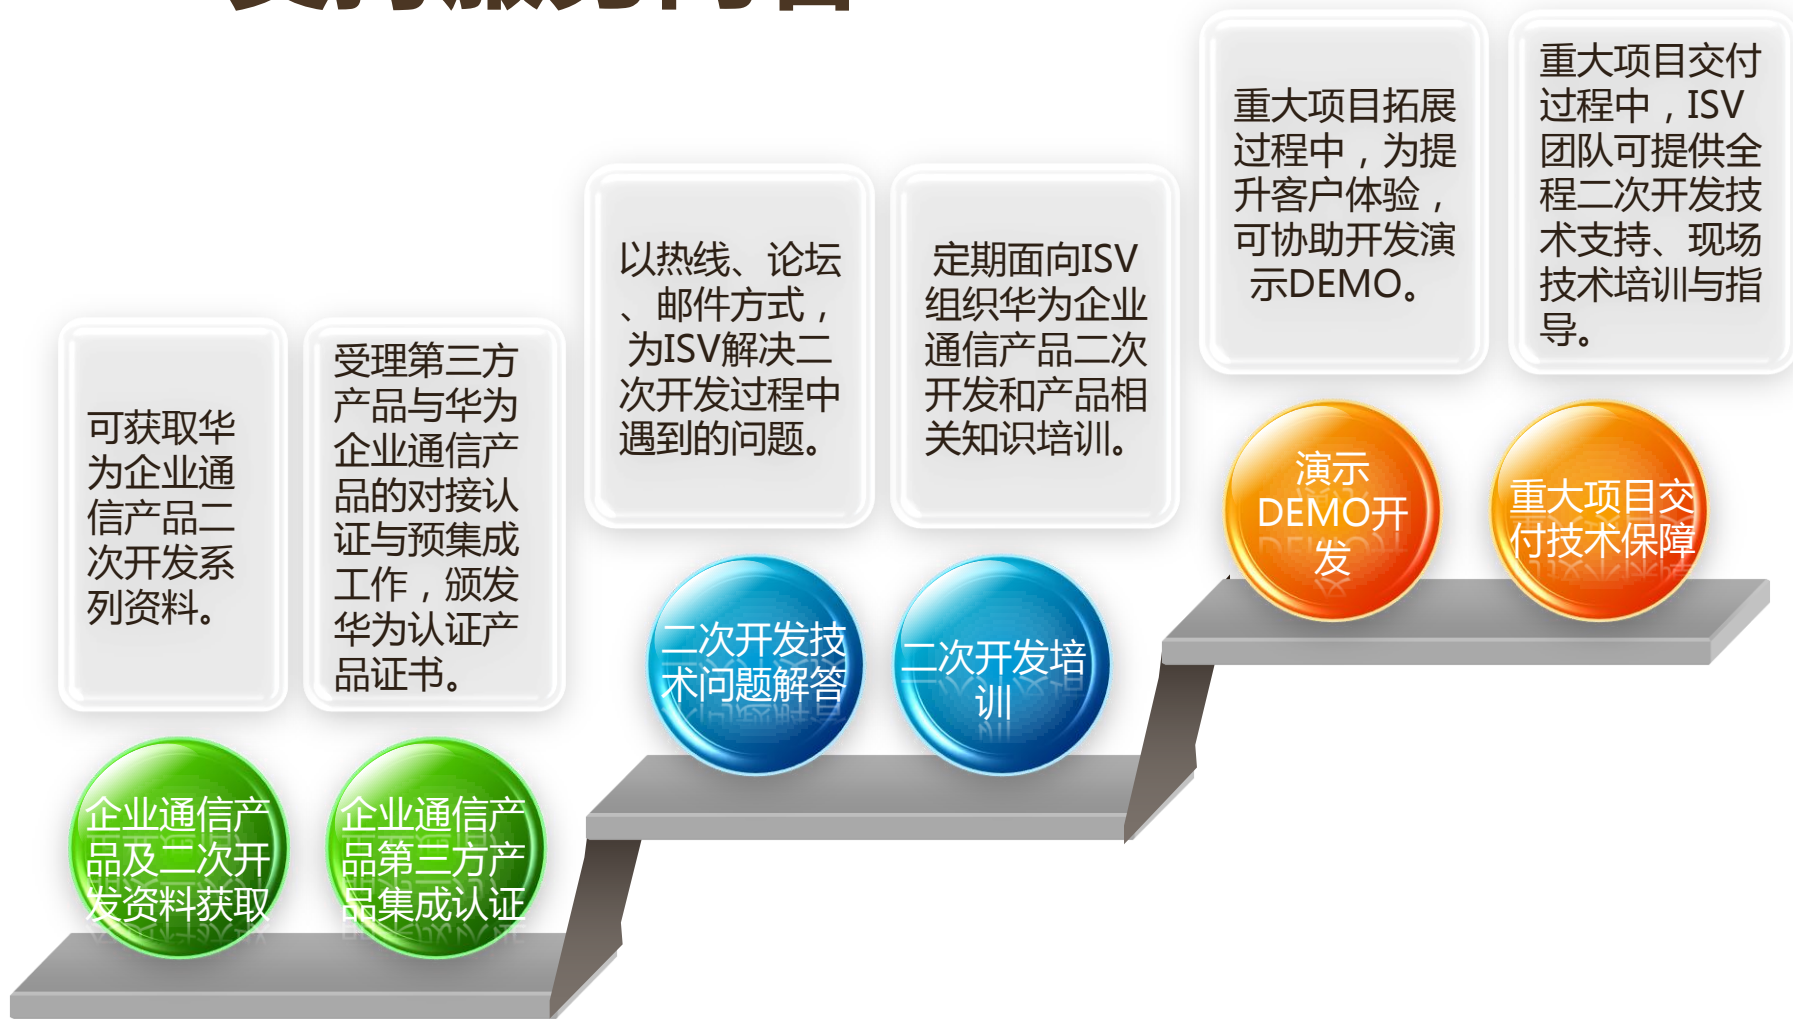 可获取华
为企业通
信产品二
次开发系
列资料。
受理第三方
产品与华为
企业通信产
品的对接认
证与预集成
工作，颁发
华为认证产
品证书。
以热线、论坛
、邮件方式，
为ISV解决二
次开发过程中
遇到的问题。
定期面向ISV
组织华为企业
通信产品二次
开发和产品相
关知识培训。
重大项目拓展
过程中，为提
升客户体验，
可协助开发演
示DEMO。
重大项目交付
过程中，ISV
团队可提供全
程二次开发技
术支持、现场
技术培训与指
导。
企业通信产
品及二次开
发资料获取
企业通信产
品第三方产
品集成认证
二次开发技
术问题解答
二次开发培
训
演示
DEMO开
发
重大项目交
付技术保障